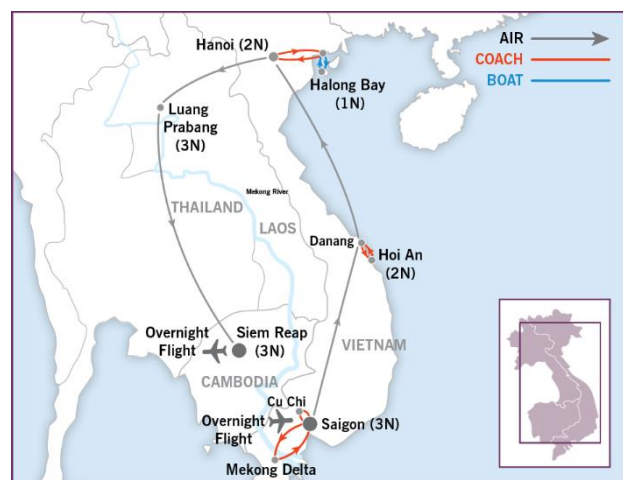 AIR
COACH
BOAT
Hanoi (2N)
Halong Bay
(1N)
Luang
Prabang
(3N)
Mekong River
THAILAND
LAOS
Danang
Hoi An
(2N)
Overnight
Flight
Siem Reap
(3N)
VIETNAM
CAMBODIA
Cu Chi
Overnight
Flight
Saigon (3N)
Mekong Delta